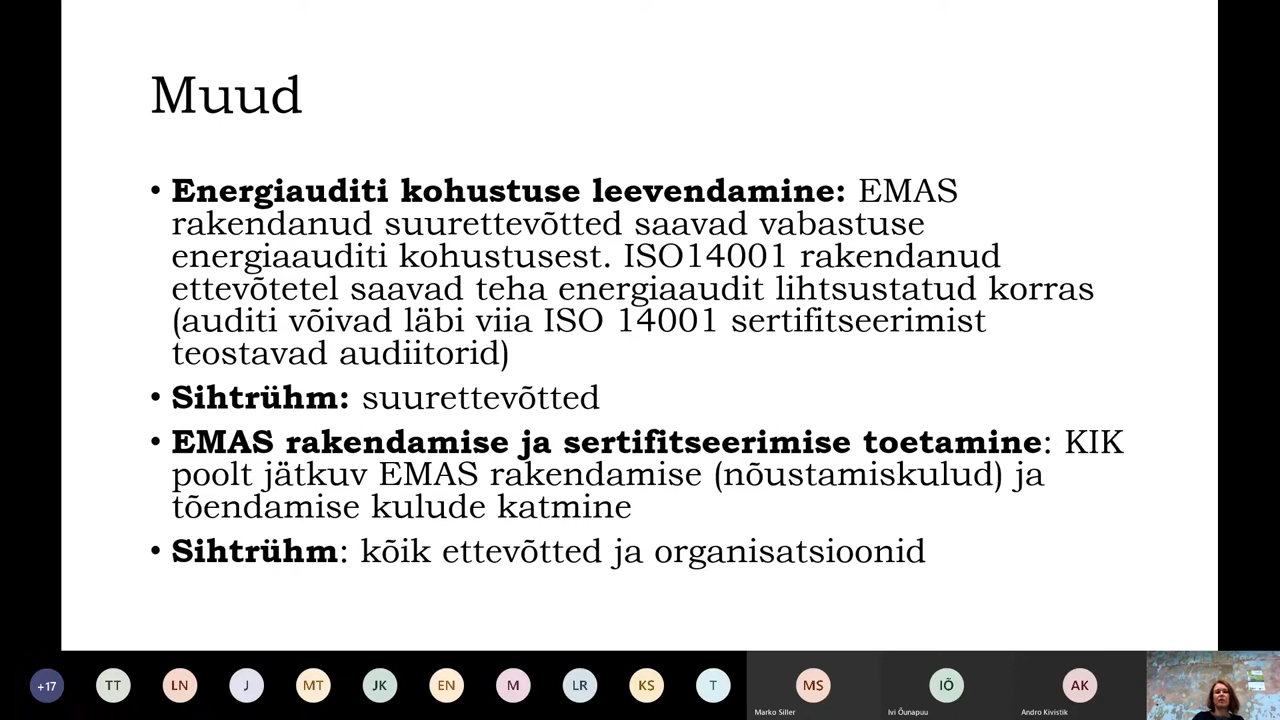 Muud
• Energiauditi kohustuse leevendamine: EMAS
rakendanud suurettevõtted saavad vabastuse
energiaauditi kohustusest. ISO14001 rakendanud
ettevõtetel saavad teha energiaaudit lihtsustatud korras
(auditi võivad läbi viia ISO 14001 sertifitseerimist
teostavad audiitorid)
• Sihtrühm: suurettevõtted
• EMAS rakendamise ja sertifitseerimise toetamine: KIK
poolt jätkuv EMAS rakendamise (nõustamiskulud) ja
tõendamise kulude katmine
• Sihtrühm: kõik ettevõtted ja organisatsioonid
+17 TT LN J MT JK EN M LR KS T MS IÕ AK
Marko Siller Ivi Õunapuu Andro Kivistik